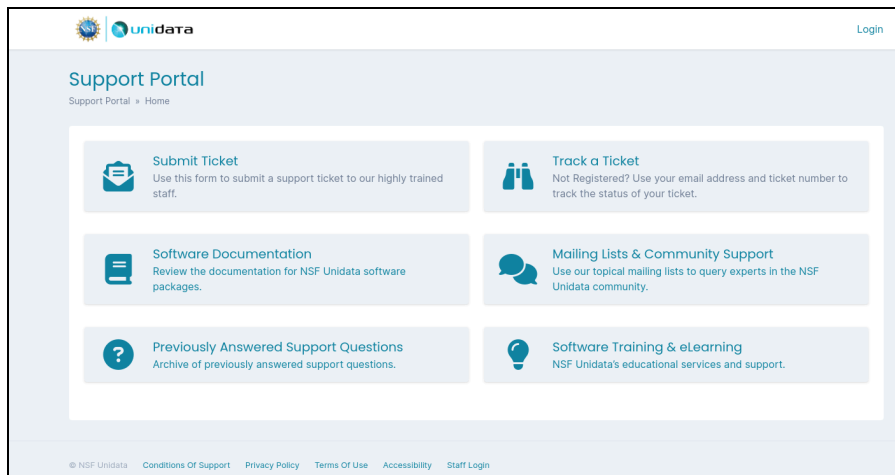 NSF unidata
Login
Support Portal
Support Portal » Home
Submit Ticket
Use this form to submit a support ticket to our highly trained
staff.
Track a Ticket
Not Registered? Use your email address and ticket number to
track the status of your ticket.
Software Documentation
Review the documentation for NSF Unidata software
packages.
Mailing Lists & Community Support
Use our topical mailing lists to query experts in the NSF
Unidata community.
Previously Answered Support Questions
Archive of previously answered support questions.
Software Training & eLearning
NSF Unidata's educational services and support.
© NSF Unidata Conditions Of Support Privacy Policy Terms Of Use Accessibility Staff Login